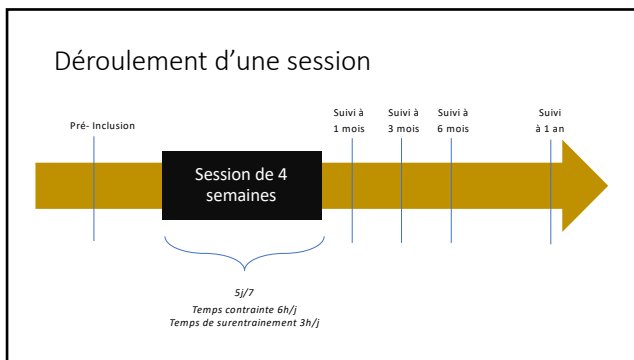 Déroulement d’une session
Pré- Inclusion
Session de 4
semaines
Suivi à
1 mois
Suivi à
3 mois
Suivi à
6 mois
Suivi
à 1 an
5j/7
Temps contrainte 6h/j
Temps de surentrainement 3h/j